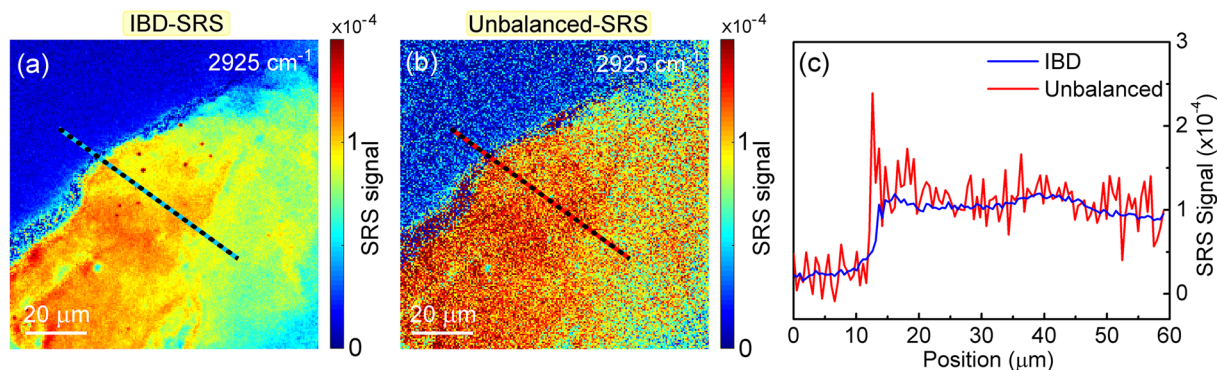 IBD-SRS
x10⁻⁴
(a)
2925 cm⁻¹
20 μm
1
0
SRS signal
Unbalanced-SRS
x10⁻⁴
(b)
2925 cm⁻¹
20 μm
1
0
SRS signal
(c)
IBD
Unbalanced
3
2
1
0
SRS Signal (x10⁻⁴)
0 10 20 30 40 50 60
Position (μm)